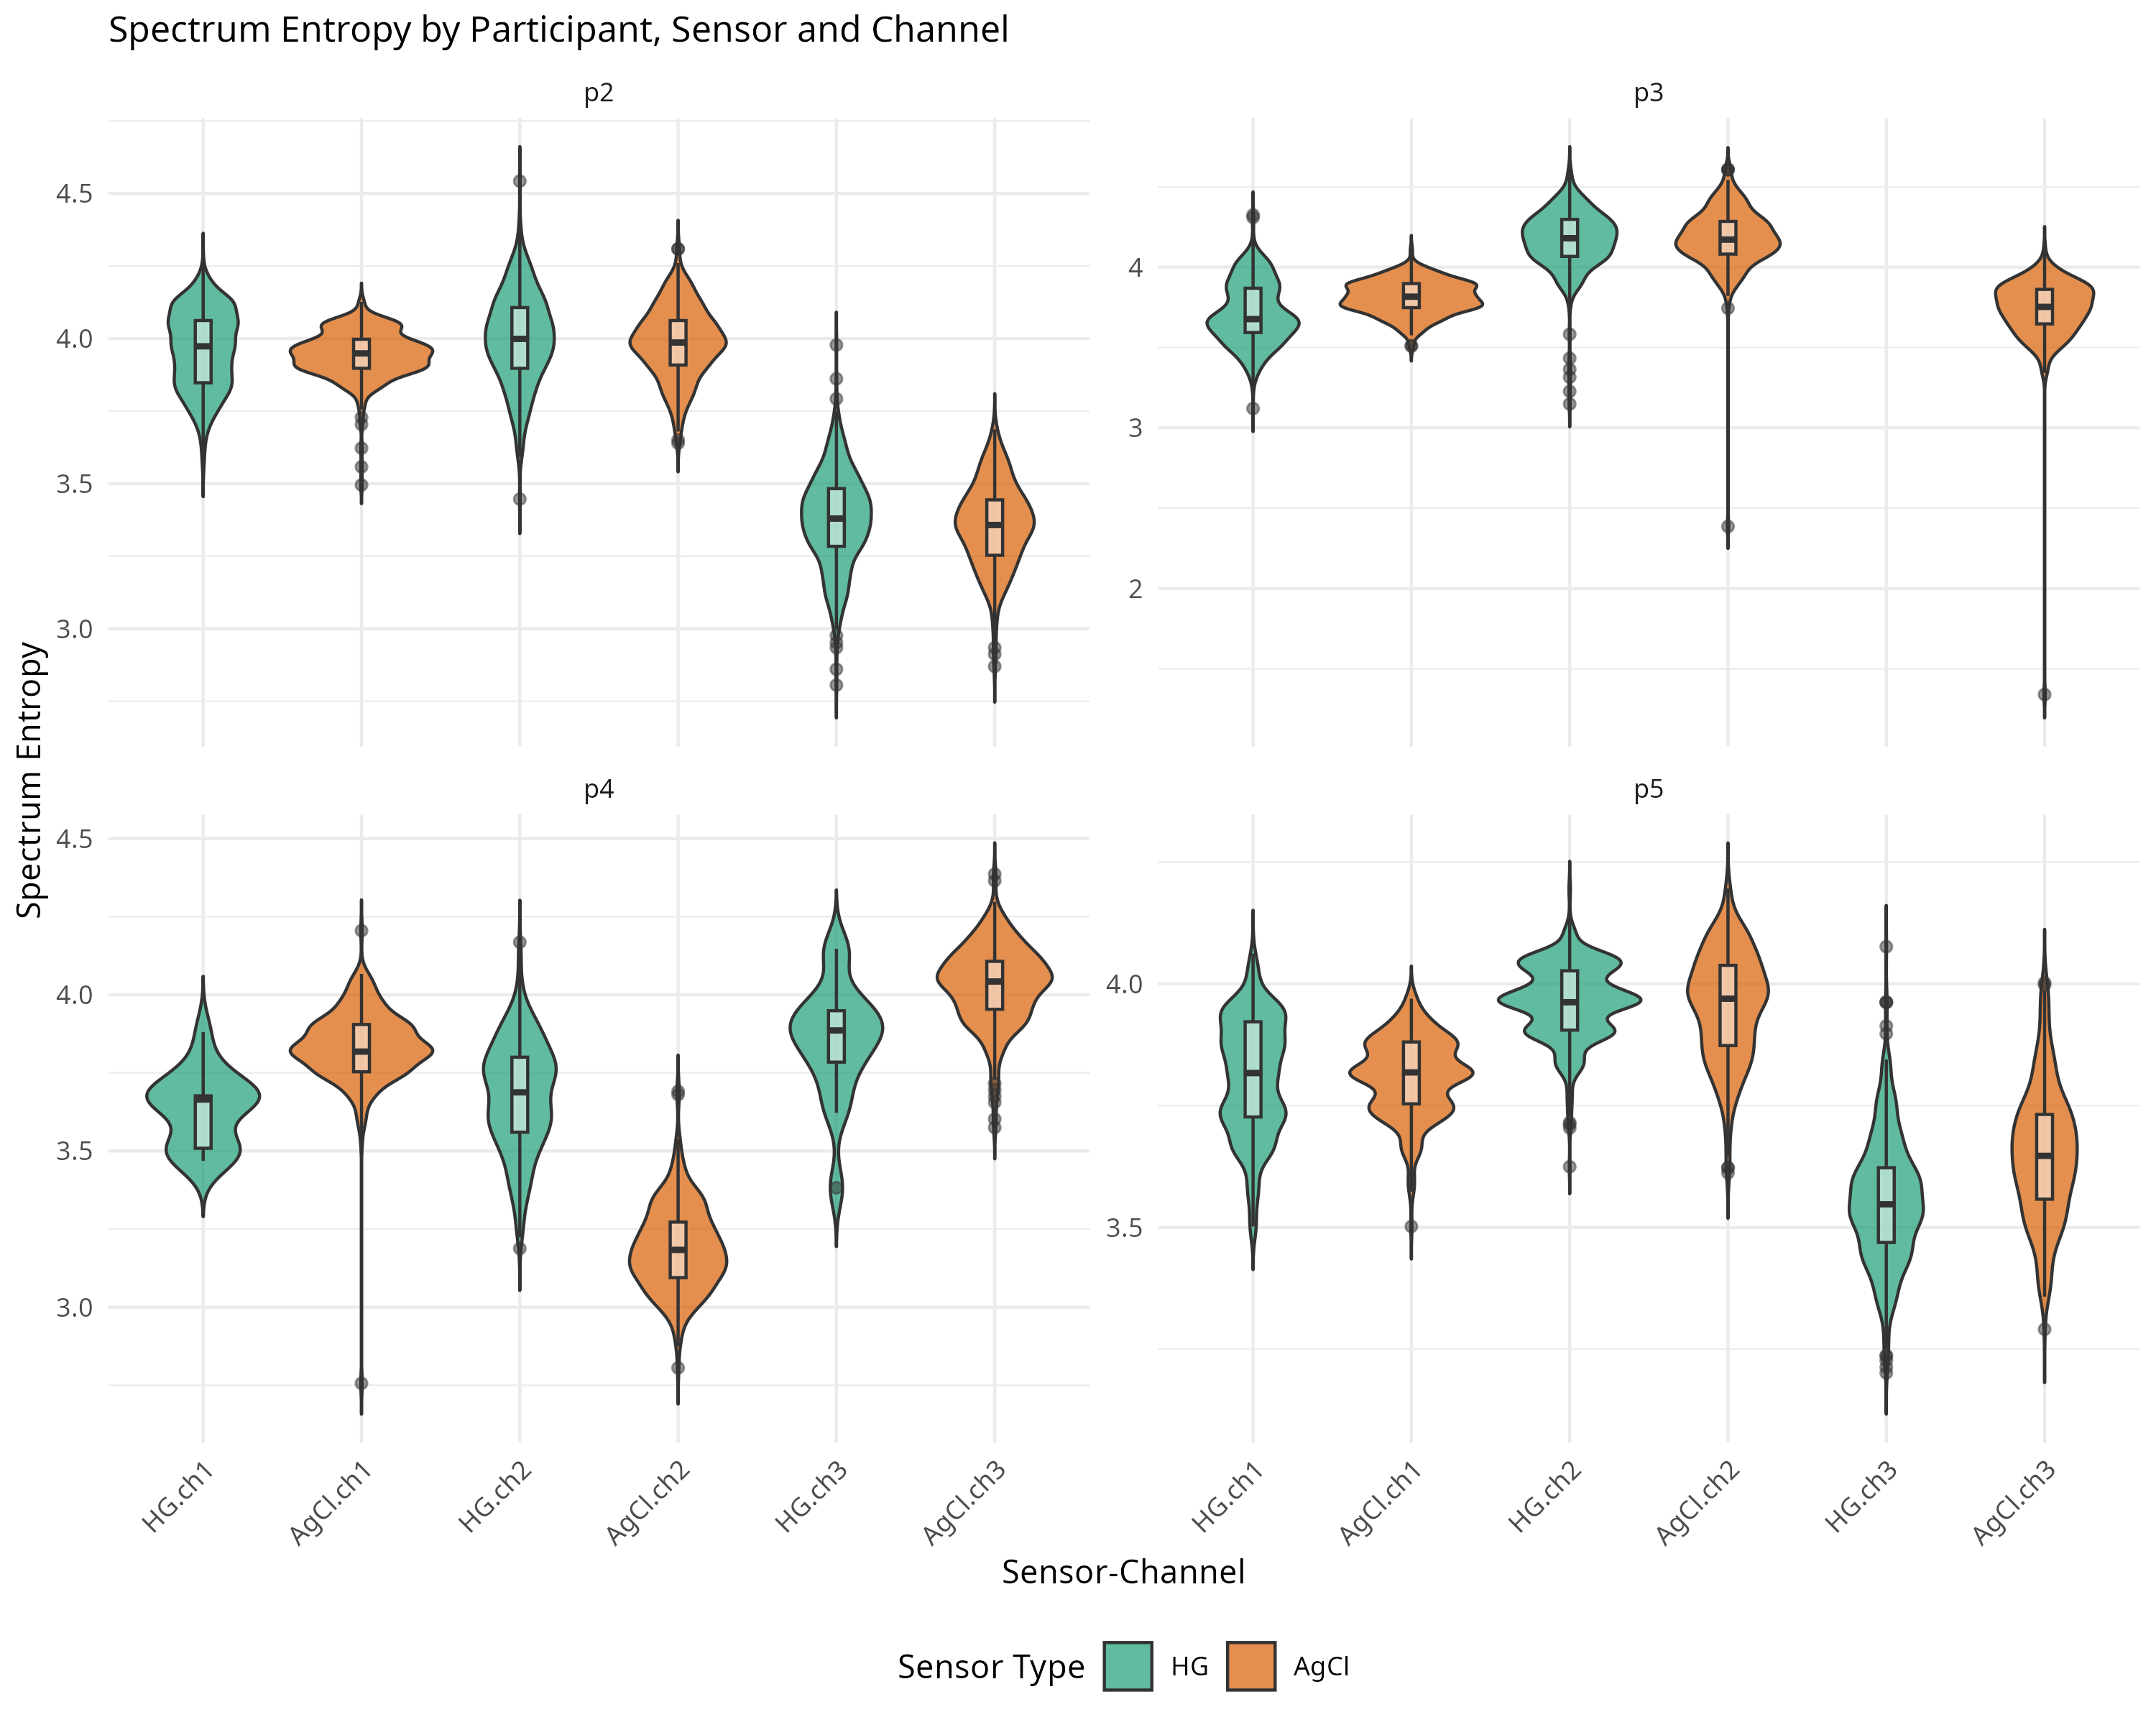 Spectrum Entropy by Participant, Sensor and Channel
p2
p3
4.5
4.0
3.5
3.0
4
3
2
Spectrum Entropy
p4
p5
4.5
4.0
3.5
3.0
4.0
3.5
HG.ch1
AgCl.ch1
HG.ch2
AgCl.ch2
HG.ch3
AgCl.ch3
HG.ch1
AgCl.ch1
HG.ch2
AgCl.ch2
HG.ch3
AgCl.ch3
Sensor-Channel
Sensor Type HG AgCl